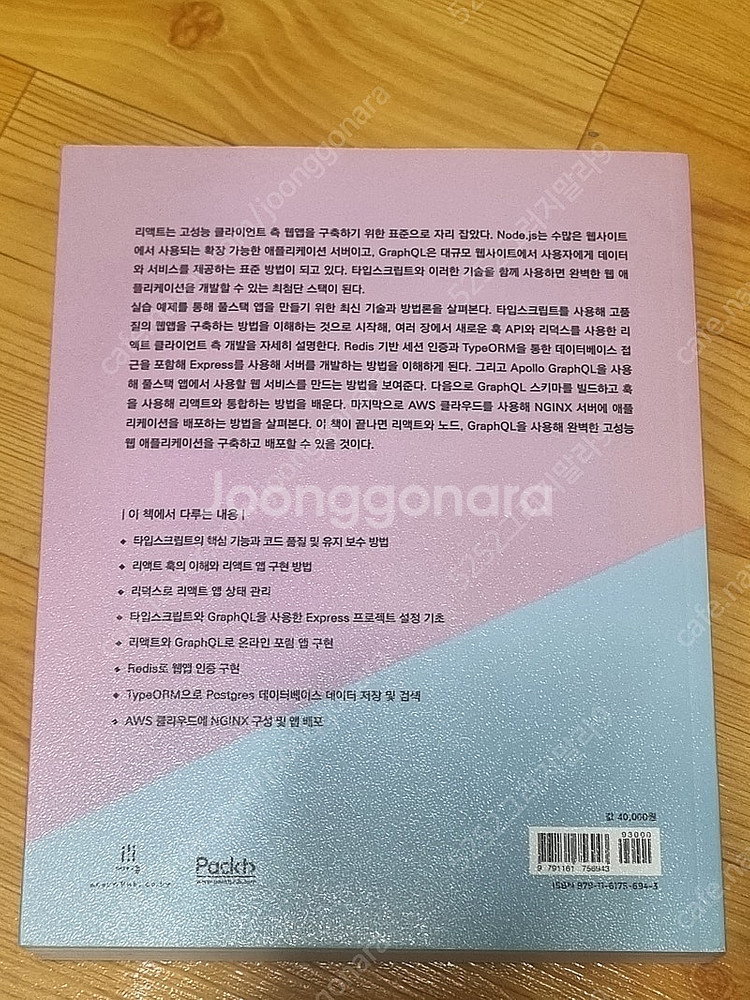 리액트는 고성능 클라이언트 측 웹앱을 구축하기 위한 표준으로 자리 잡았다. Node.js는 수많은 웹사이트
에서 사용되는 확장 가능한 애플리케이션 서버이고, GraphQL은 대규모 웹사이트에서 사용자에게 데이터
와 서비스를 제공하는 표준 방법이 되고 있다. 타입스크립트와 이러한 기술을 함께 사용하면 완벽한 웹 애
플리케이션을 개발할 수 있는 최첨단 스택이 된다.
실습 예제를 통해 풀스택 앱을 만들기 위한 최신 기술과 방법론을 살펴본다. 타입스크립트를 사용해 고품
질의 웹앱을 구축하는 방법을 이해하는 것으로 시작해, 여러 장에서 새로운 훅 API와 리덕스를 사용한 리
액트 클라이언트 측 개발을 자세히 설명한다. Redis 기반 세션 인증과 TypeORM을 통한 데이터베이스 접
근을 포함해 Express를 사용해 서버를 개발하는 방법을 이해하게 된다. 그리고 Apollo GraphQL을 사용
해 풀스택 앱에서 사용할 웹 서비스를 만드는 방법을 보여준다. 다음으로 GraphQL 스키마를 빌드하고 훅
을 사용해 리액트와 통합하는 방법을 배운다. 마지막으로 AWS 클라우드를 사용해 NGINX 서버에 애플
리케이션을 배포하는 방법을 살펴본다. 이 책이 끝나면 리액트와 노드, GraphQL을 사용해 완벽한 고성능
웹 애플리케이션을 구축하고 배포할 수 있을 것이다.
Joonggonara
| 이 책에서 다루는 내용 |
◆ 타입스크립트의 핵심 기능과 코드 품질 및 유지 보수 방법
◆ 리액트 훅의 이해와 리액트 앱 구현 방법
◆ 리덕스로 리액트 앱 상태 관리
◆ 타입스크립트와 GraphQL을 사용한 Express 프로젝트 설정 기초
◆ 리액트와 GraphQL로 온라인 포럼 앱 구현
◆ Redis로 웹앱 인증 구현
◆ TypeORM으로 Postgres 데이터베이스 데이터 저장 및 검색
◆ AWS 클라우드에 NGINX 구성 및 앱 배포
값 40,000원
93000
9 791161 756943
ISBN 979-11-6175-694-3
Packt
cafe.naver.com/joonggonara